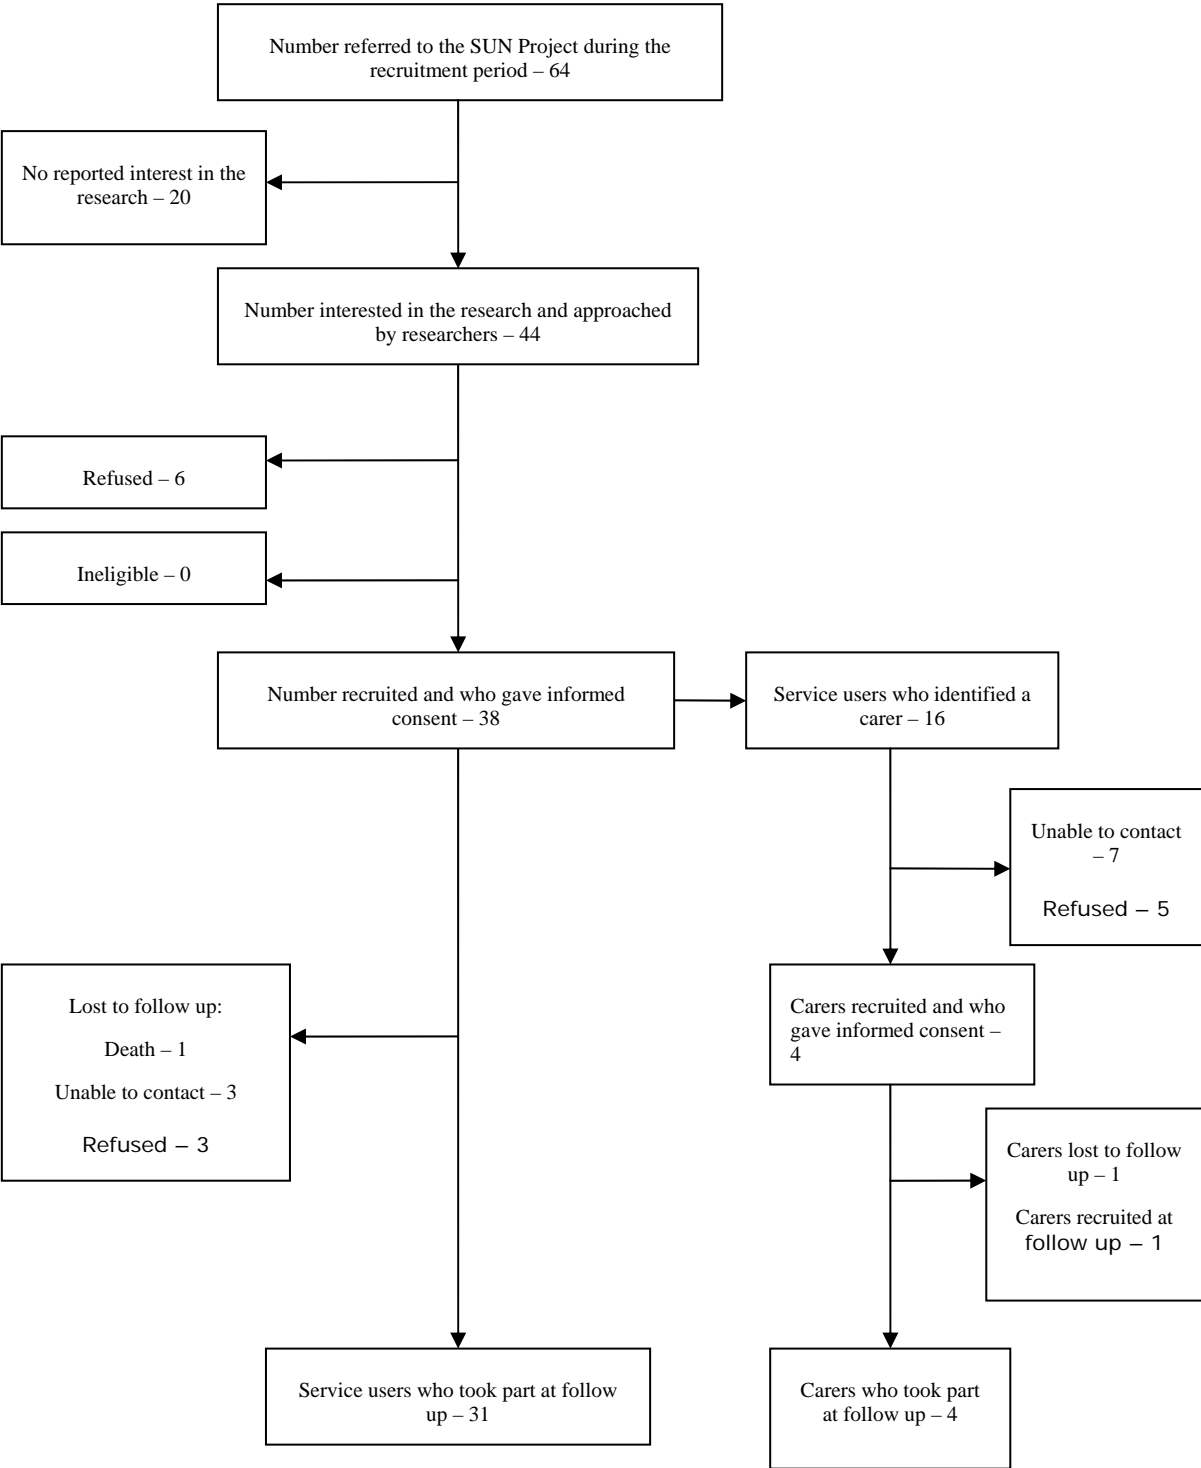 Number referred to the SUN Project during the
recruitment period – 64
No reported interest in the
research – 20
Number interested in the research and approached
by researchers – 44
Refused – 6
Ineligible – 0
Number recruited and who gave informed
consent – 38
Service users who identified a
carer – 16
Unable to contact
– 7
Refused – 5
Lost to follow up:
Death – 1
Unable to contact – 3
Refused – 3
Carers recruited and who
gave informed consent –
4
Carers lost to follow
up – 1
Carers recruited at
follow up – 1
Service users who took part at follow
up – 31
Carers who took part
at follow up – 4